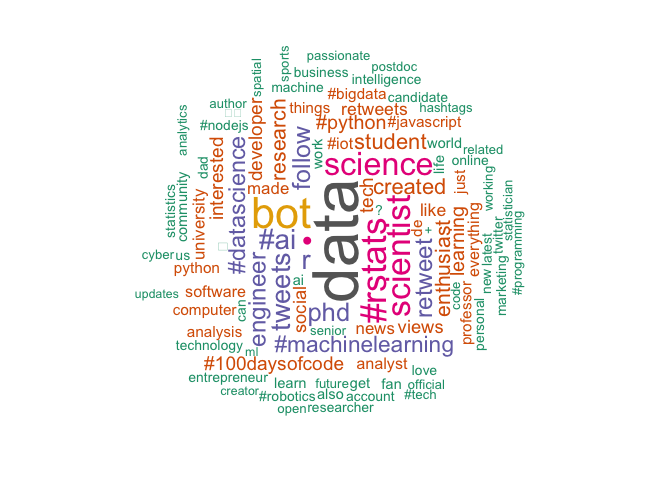 passionate
postdoc
sports
business
intelligence
spatial
machine
#bigdata
candidate
author
things
retweets
hashtags
#nodejs
developer
research
#python
#javascript
analytics
follow
work
#iot
student
world
related
dad
interested
#datascience
science
life
online
made
tech
created
just
working
statistics
community
university
bot
data
?
like
statistician
scientist
#rstats
de
+
learning
everything
#ai
•
r
retweet
enthusiast
twitter
cyber
us
python
engineer
tweets
ai
new
latest
#programming
updates
software
can
social
code
professor
personal
marketing
computer
phd
analysis
senior
news
views
technology
ml
#machinelearning
#100daysofcode
analyst
love
entrepreneur
learn
future
get
fan
official
creator
#robotics
also
account
#tech
open
researcher